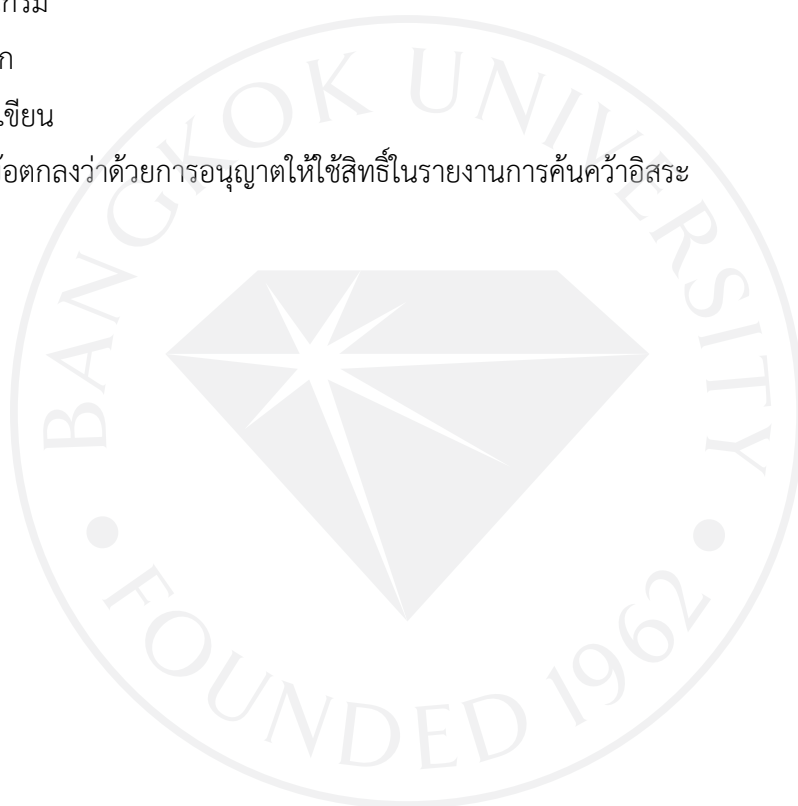 กรม
ก
เขียน
อตกลงว่าด้วยการอนุญาตให้ใช้สิทธิ์ในรายงานการค้นคว้าอิสระ
BANGKOK UNIVERSITY
• FOUNDED 1962 •